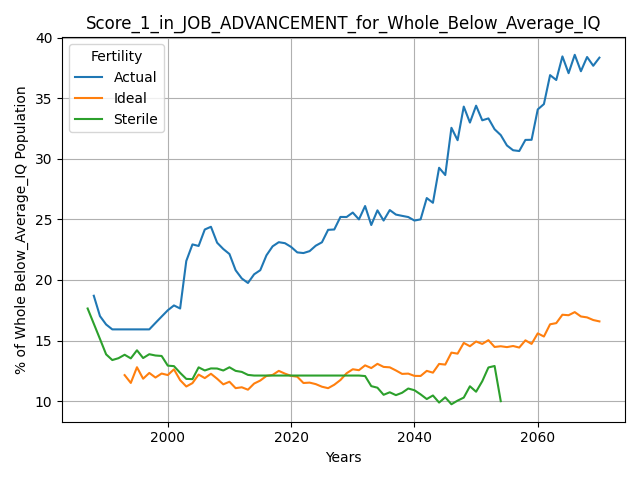 Score_1_in_JOB_ADVANCEMENT_for_Whole_Below_Average_IQ
Fertility
Actual
Ideal
Sterile
% of Whole Below_Average_IQ Population
40
35
30
25
20
15
10
2000
2020
2040
2060
Years